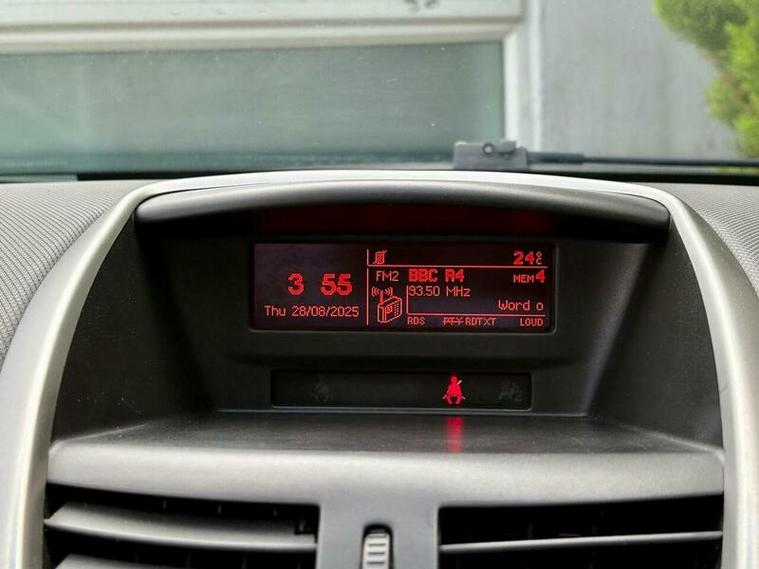 24°C
FM2 BBC R4 MEM4
3 55
93.50 MHz
Word o
Thu 28/08/2025
RDS PTY RDTXT LOUD